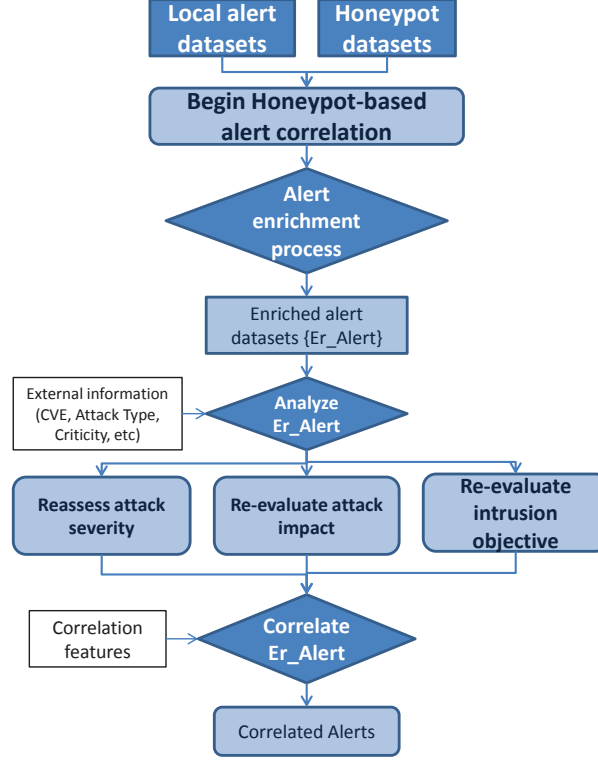 Local alert
datasets
Honeypot
datasets
Begin Honeypot-based
alert correlation
Alert
enrichment
process
Enriched alert
datasets {Er_Alert}
External information
(CVE, Attack Type,
Criticity, etc)
Analyze
Er_Alert
Reassess attack
severity
Re-evaluate attack
impact
Re-evaluate
intrusion
objective
Correlation
features
Correlate
Er_Alert
Correlated Alerts